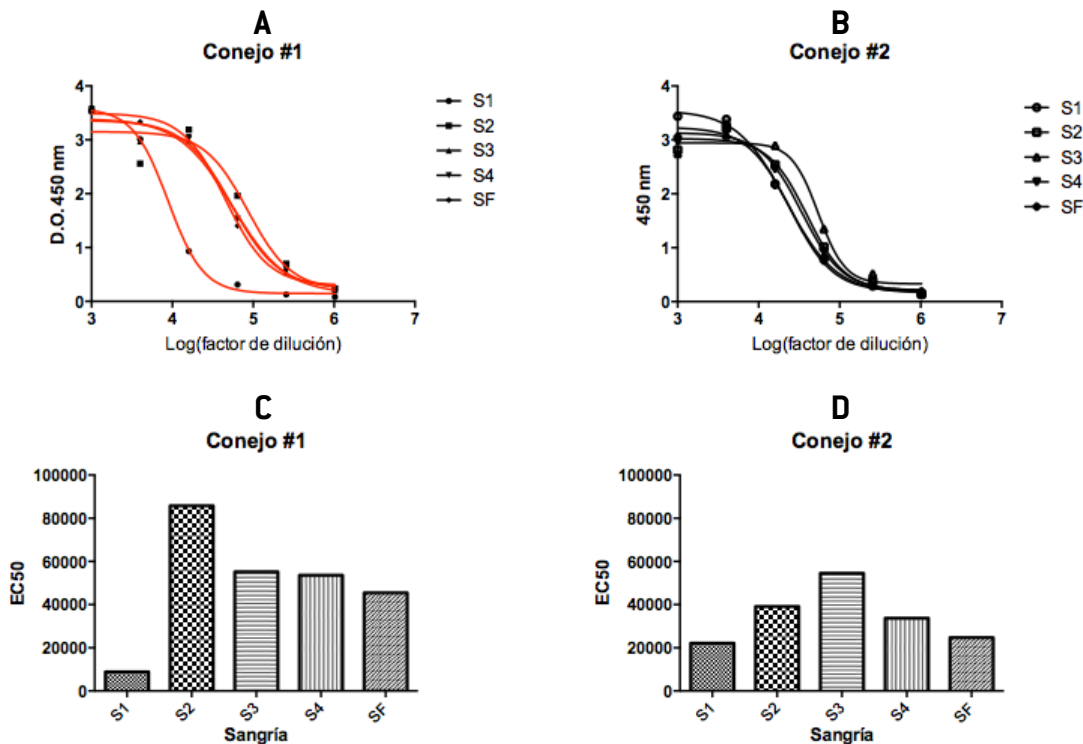 A
Conejo #1
4
3
2
1
0
D.O.450 nm
3 4 5 6 7
Log(factor de dilución)
S1
S2
S3
S4
SF
B
Conejo #2
4
3
2
1
0
450 nm
3 4 5 6 7
Log(factor de dilución)
S1
S2
S3
S4
SF
C
Conejo #1
100000
80000
60000
40000
20000
0
EC50
S1 S2 S3 S4 SF
Sangría
D
Conejo #2
100000
80000
60000
40000
20000
0
EC50
S1 S2 S3 S4 SF
Sangría